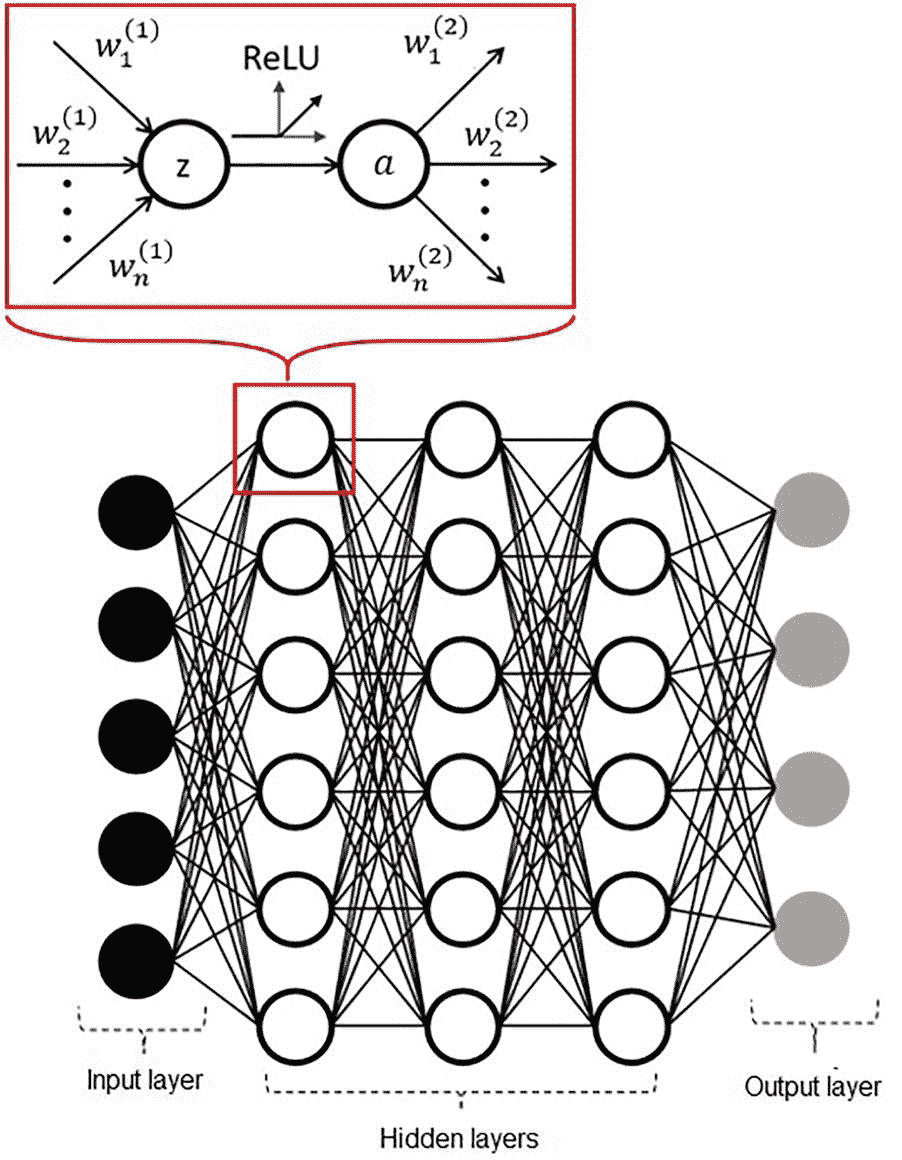 w₁⁽¹⁾
w₁⁽²⁾
ReLU
w₂⁽¹⁾
w₂⁽²⁾
z
a
wₙ⁽¹⁾
wₙ⁽²⁾
Input layer
Output layer
Hidden layers